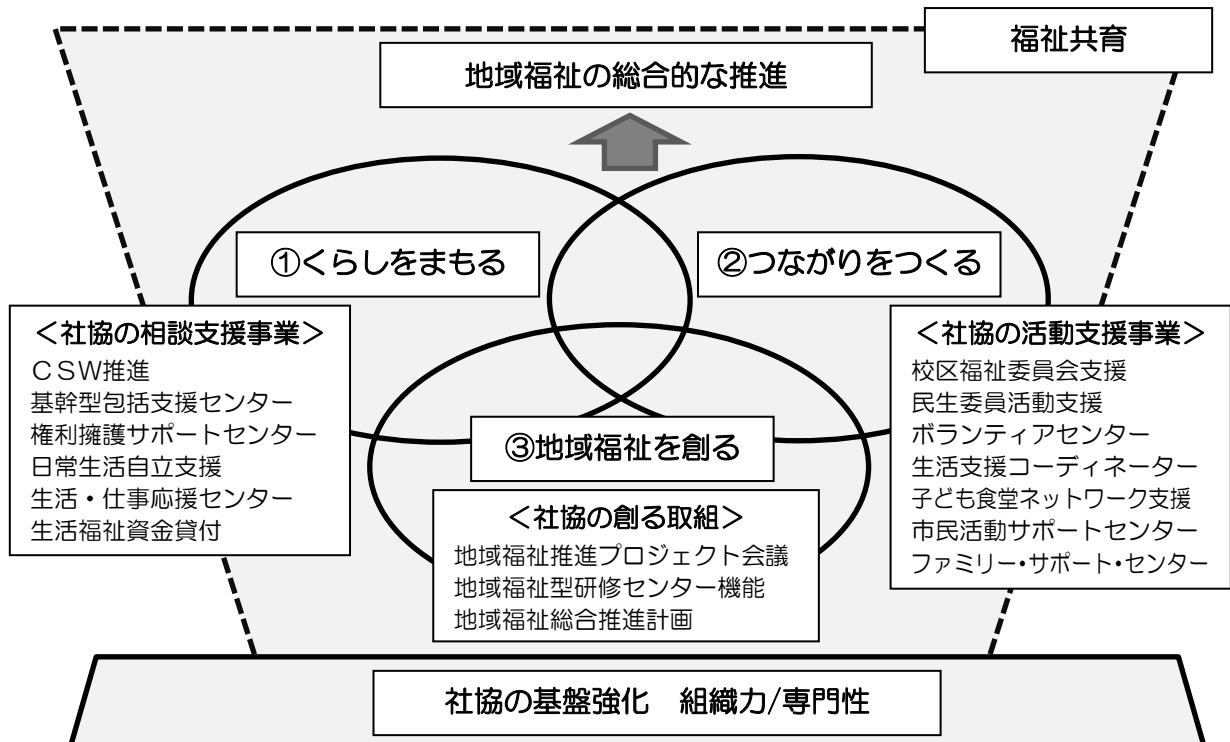 福祉共育
地域福祉の総合的な推進
①くらしをまもる
②つながりをつくる
＜社協の相談支援事業＞
ＣＳＷ推進
基幹型包括支援センター
権利擁護サポートセンター
日常生活自立支援
生活・仕事応援センター
生活福祉資金貸付
＜社協の活動支援事業＞
校区福祉委員会支援
民生委員活動支援
ボランティアセンター
生活支援コーディネーター
子ども食堂ネットワーク支援
市民活動サポートセンター
ファミリー・サポート・センター
③地域福祉を創る
＜社協の創る取組＞
地域福祉推進プロジェクト会議
地域福祉型研修センター機能
地域福祉総合推進計画
社協の基盤強化　組織力/専門性